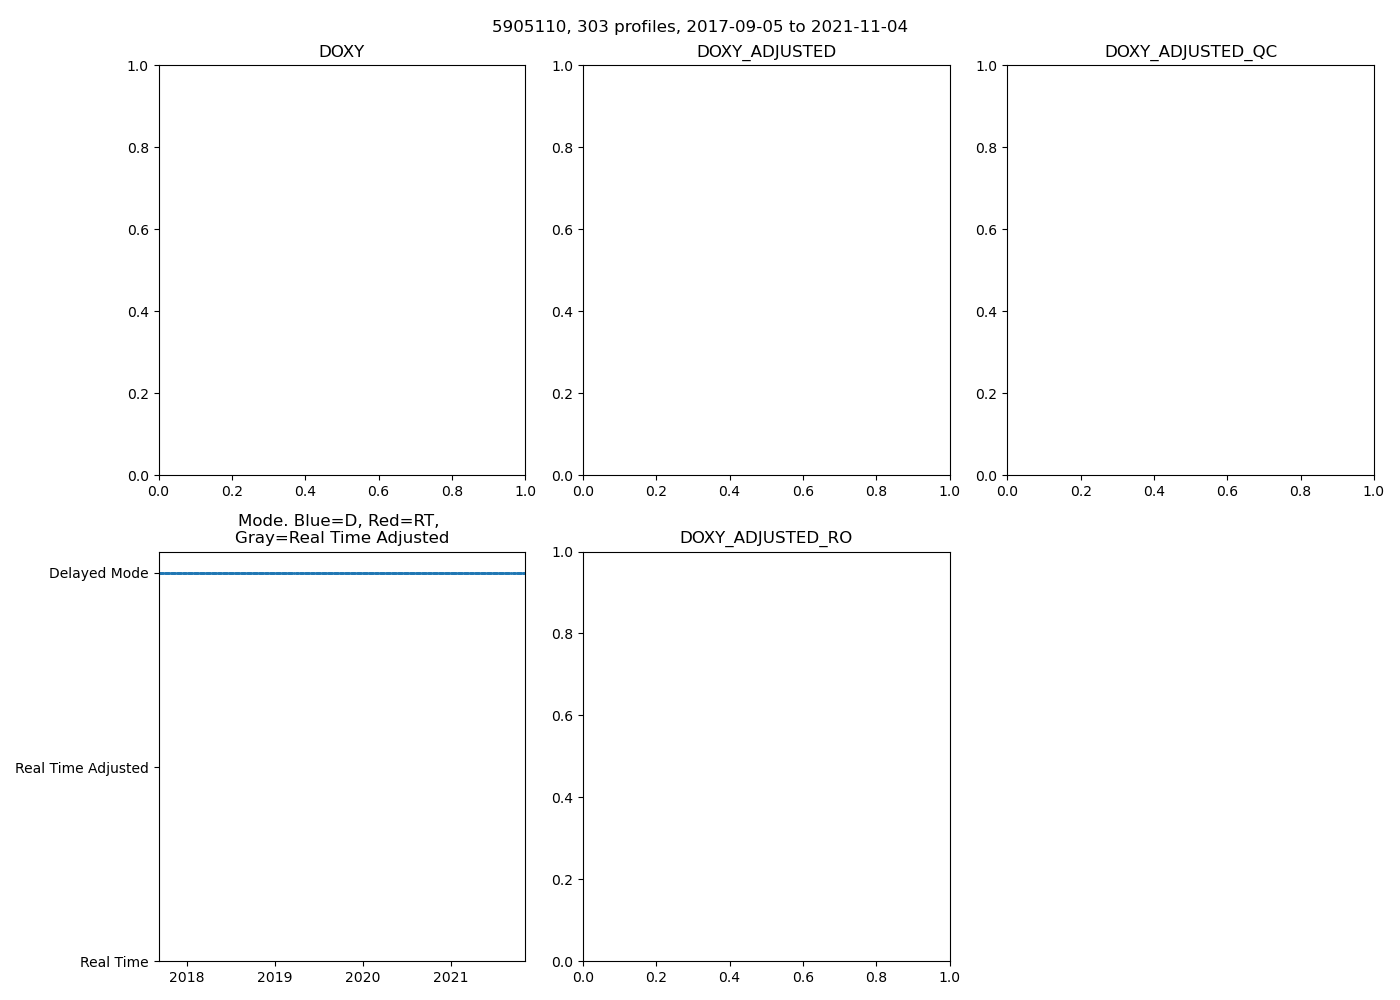 5905110, 303 profiles, 2017-09-05 to 2021-11-04
DOXY
1.0
0.8
0.6
0.4
0.2
0.0
0.0 0.2 0.4 0.6 0.8 1.0
DOXY_ADJUSTED
1.0
0.8
0.6
0.4
0.2
0.0
0.0 0.2 0.4 0.6 0.8 1.0
DOXY_ADJUSTED_QC
1.0
0.8
0.6
0.4
0.2
0.0
0.0 0.2 0.4 0.6 0.8 1.0
Mode. Blue=D, Red=RT,
Gray=Real Time Adjusted
Delayed Mode
Real Time Adjusted
Real Time
2018 2019 2020 2021
DOXY_ADJUSTED_RO
1.0
0.8
0.6
0.4
0.2
0.0
0.0 0.2 0.4 0.6 0.8 1.0